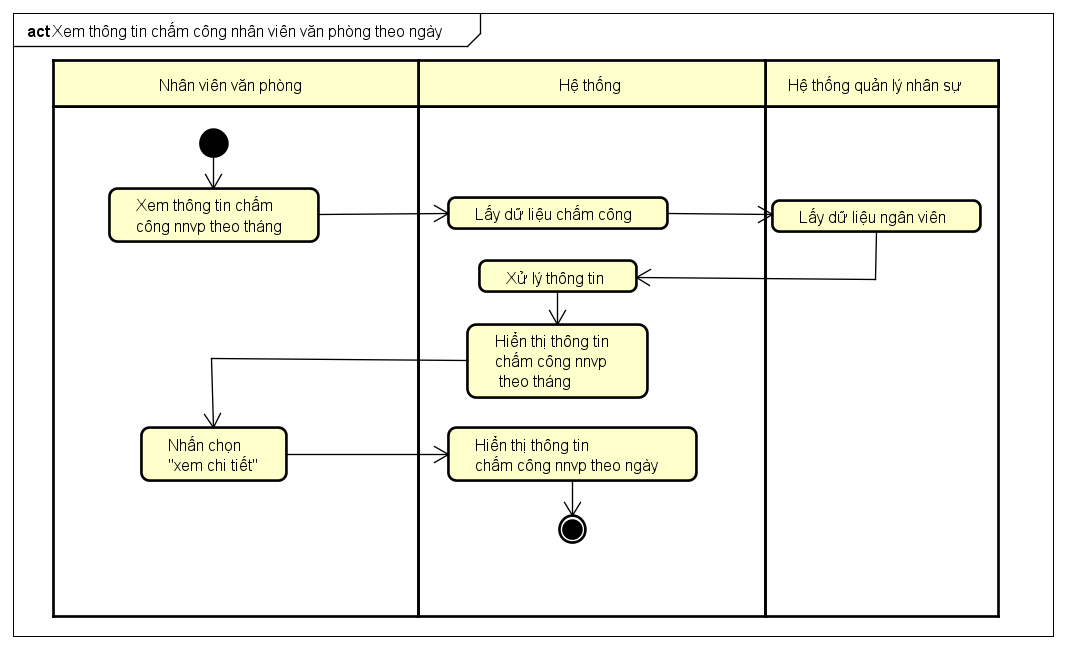 act Xem thông tin chấm công nhân viên văn phòng theo ngày
Nhân viên văn phòng
Hệ thống
Hệ thống quản lý nhân sự
Xem thông tin chấm
công nnvp theo tháng
Lấy dữ liệu chấm công
Lấy dữ liệu ngân viên
Xử lý thông tin
Hiển thị thông tin
chấm công nnvp
theo tháng
Nhấn chọn
"xem chi tiết"
Hiển thị thông tin
chấm công nnvp theo ngày